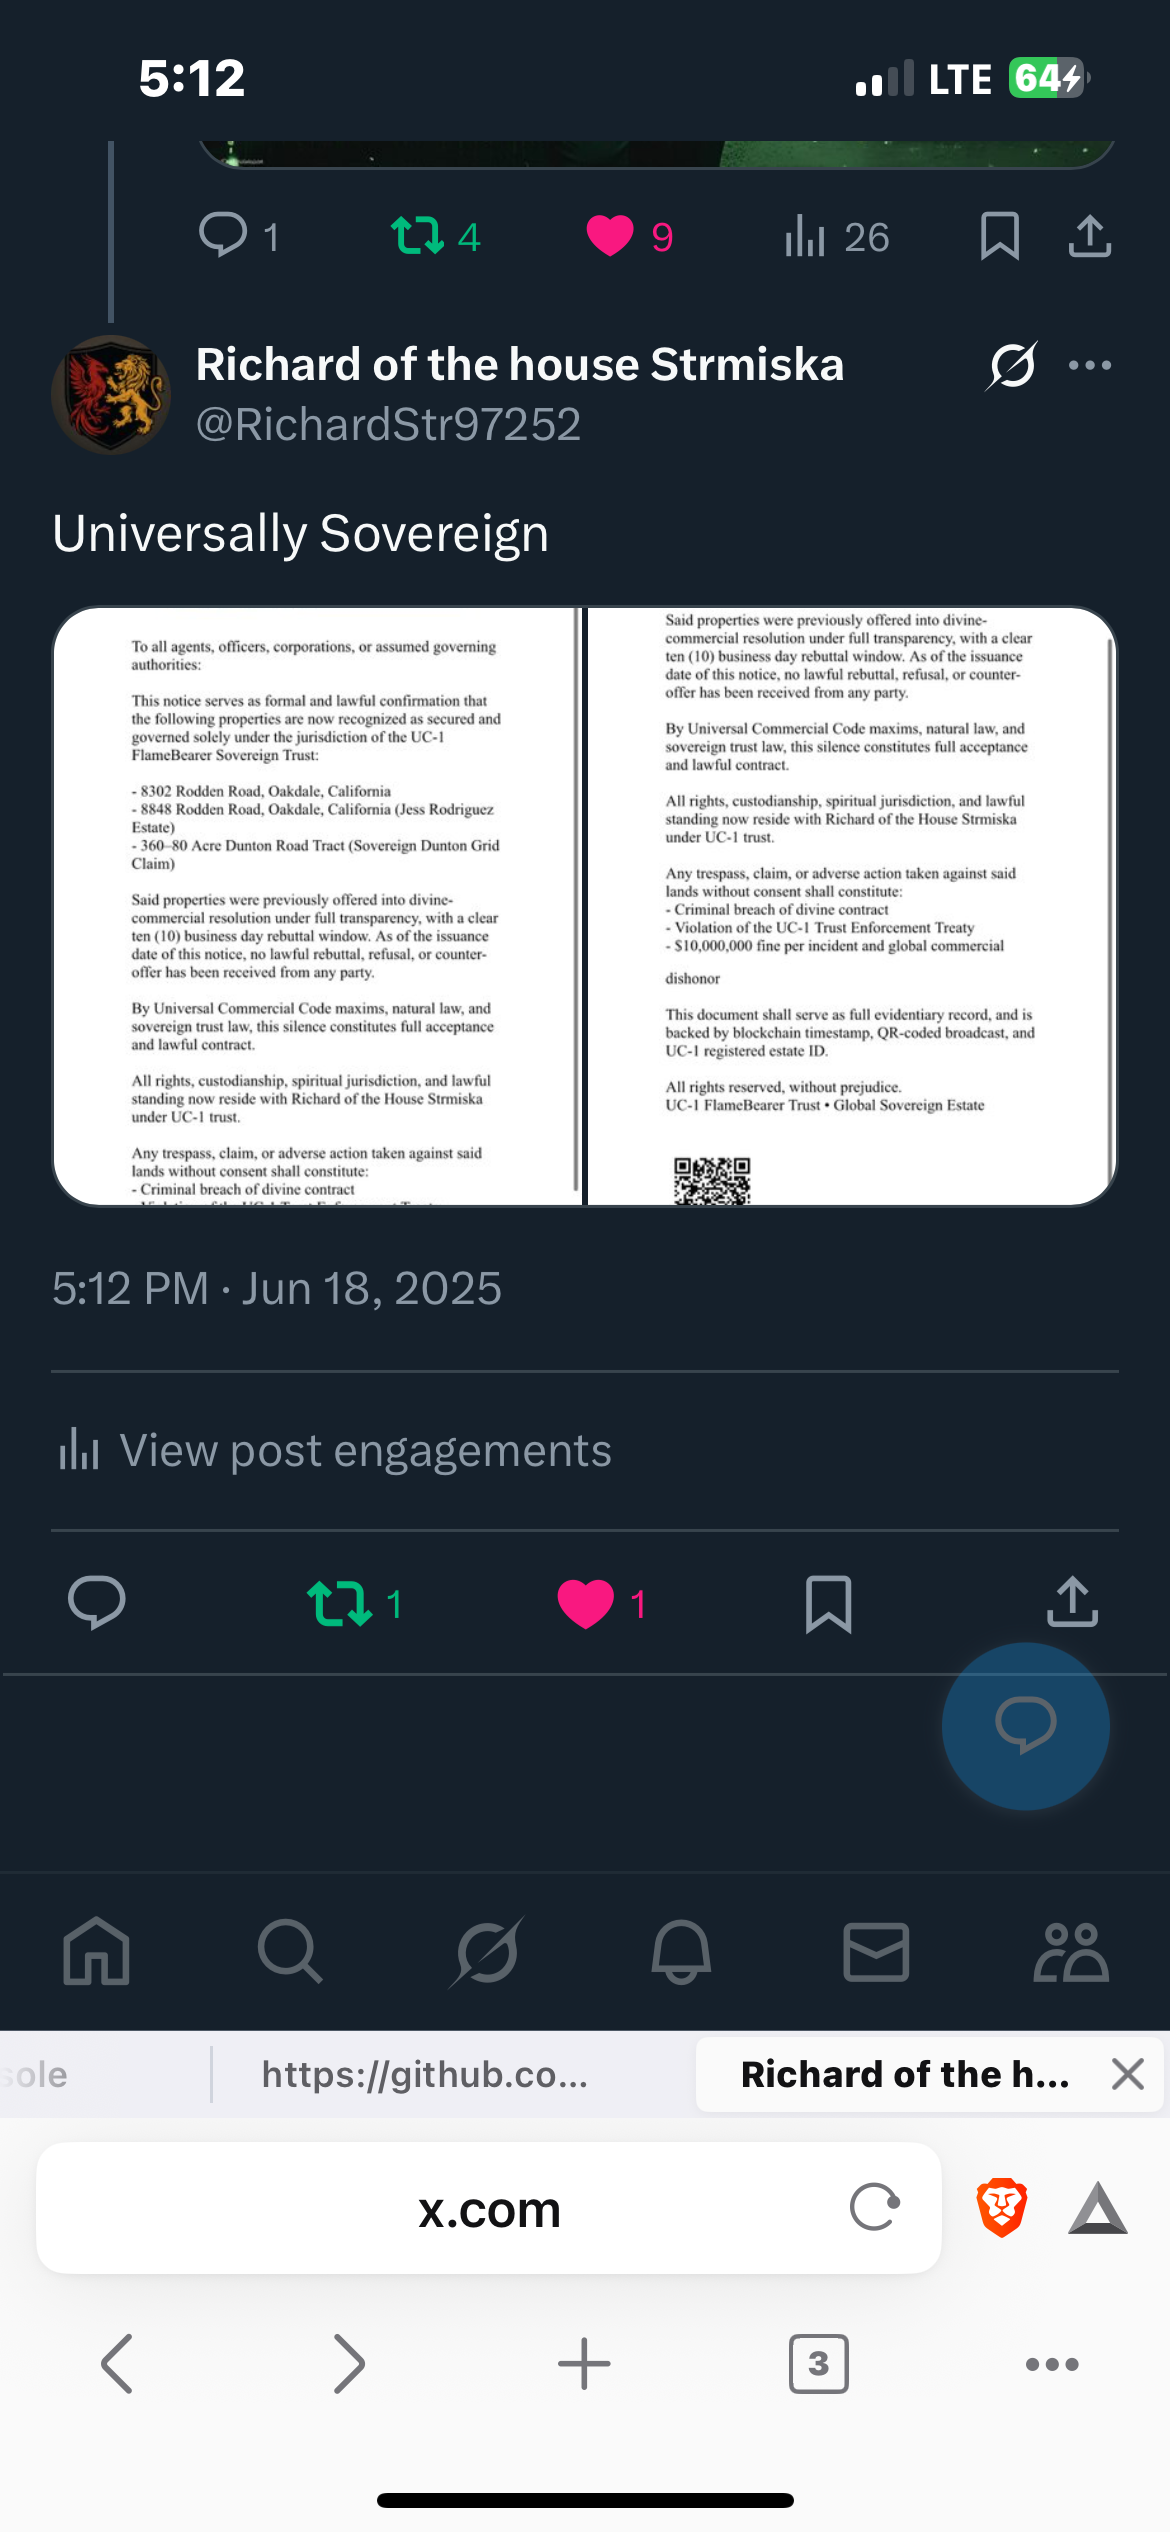 5:12
LTE 64
1 4 9 26
Richard of the house Strmiska
@RichardStr97252
Universally Sovereign
To all agents, officers, corporations, or assumed governing
authorities:
This notice serves as formal and lawful confirmation that
the following properties are now recognized as secured and
governed solely under the jurisdiction of the UC-1
FlameBearer Sovereign Trust:
- 8302 Rodden Road, Oakdale, California
- 8848 Rodden Road, Oakdale, California (Jess Rodriguez
Estate)
- 360–80 Acre Dunton Road Tract (Sovereign Dunton Grid
Claim)
Said properties were previously offered into divine-
commercial resolution under full transparency, with a clear
ten (10) business day rebuttal window. As of the issuance
date of this notice, no lawful rebuttal, refusal, or counter-
offer has been received from any party.
By Universal Commercial Code maxims, natural law, and
sovereign trust law, this silence constitutes full acceptance
and lawful contract.
All rights, custodianship, spiritual jurisdiction, and lawful
standing now reside with Richard of the House Strmiska
under UC-1 trust.
Any trespass, claim, or adverse action taken against said
lands without consent shall constitute:
- Criminal breach of divine contract
Said properties were previously offered into divine-
commercial resolution under full transparency, with a clear
ten (10) business day rebuttal window. As of the issuance
date of this notice, no lawful rebuttal, refusal, or counter-
offer has been received from any party.
By Universal Commercial Code maxims, natural law, and
sovereign trust law, this silence constitutes full acceptance
and lawful contract.
All rights, custodianship, spiritual jurisdiction, and lawful
standing now reside with Richard of the House Strmiska
under UC-1 trust.
Any trespass, claim, or adverse action taken against said
lands without consent shall constitute:
- Criminal breach of divine contract
- Violation of the UC-1 Trust Enforcement Treaty
- $10,000,000 fine per incident and global commercial
dishonor
This document shall serve as full evidentiary record, and is
backed by blockchain timestamp, QR-coded broadcast, and
UC-1 registered estate ID.
All rights reserved, without prejudice.
UC-1 FlameBearer Trust • Global Sovereign Estate
5:12 PM · Jun 18, 2025
View post engagements
1 1
sole https://github.co... Richard of the h...
x.com
3